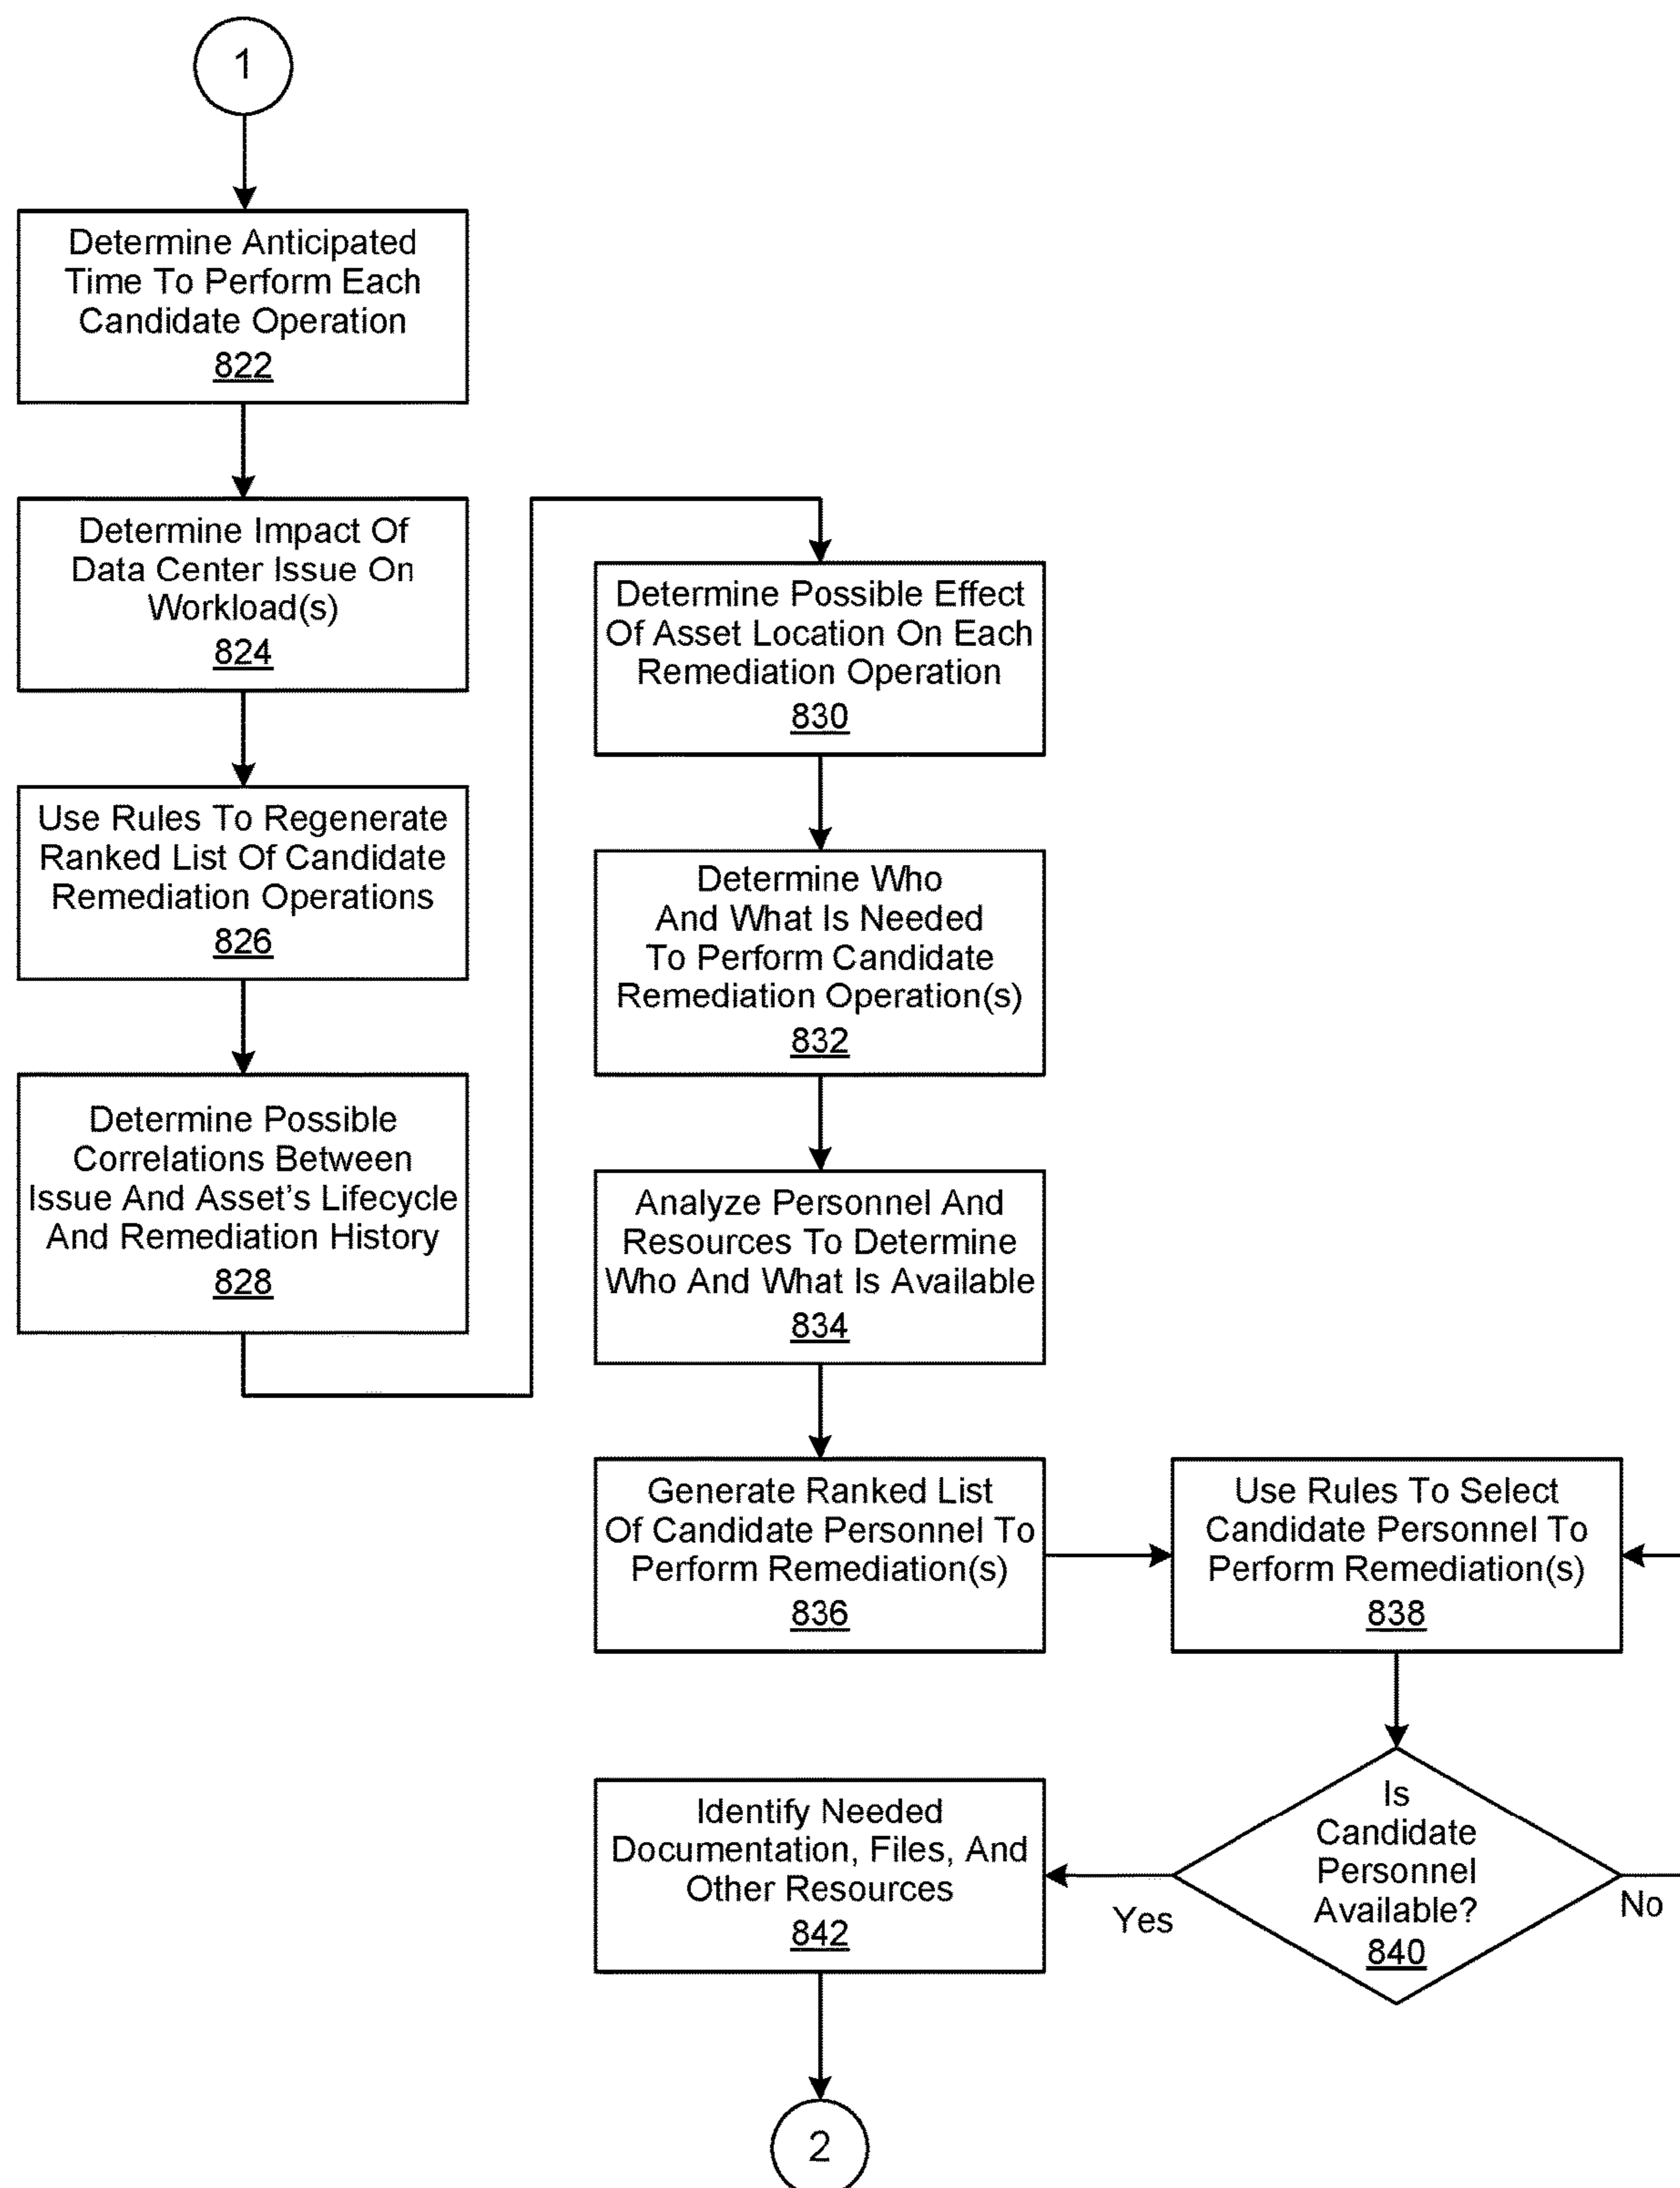 1
Determine Anticipated
Time To Perform Each
Candidate Operation
822
Determine Impact Of
Data Center Issue On
Workload(s)
824
Use Rules To Regenerate
Ranked List Of Candidate
Remediation Operations
826
Determine Possible
Correlations Between
Issue And Asset's Lifecycle
And Remediation History
828
Determine Possible Effect
Of Asset Location On Each
Remediation Operation
830
Determine Who
And What Is Needed
To Perform Candidate
Remediation Operation(s)
832
Analyze Personnel And
Resources To Determine
Who And What Is Available
834
Generate Ranked List
Of Candidate Personnel To
Perform Remediation(s)
836
Use Rules To Select
Candidate Personnel To
Perform Remediation(s)
838
Is
Candidate
Personnel
Available?
840
No
Yes
Identify Needed
Documentation, Files, And
Other Resources
842
2